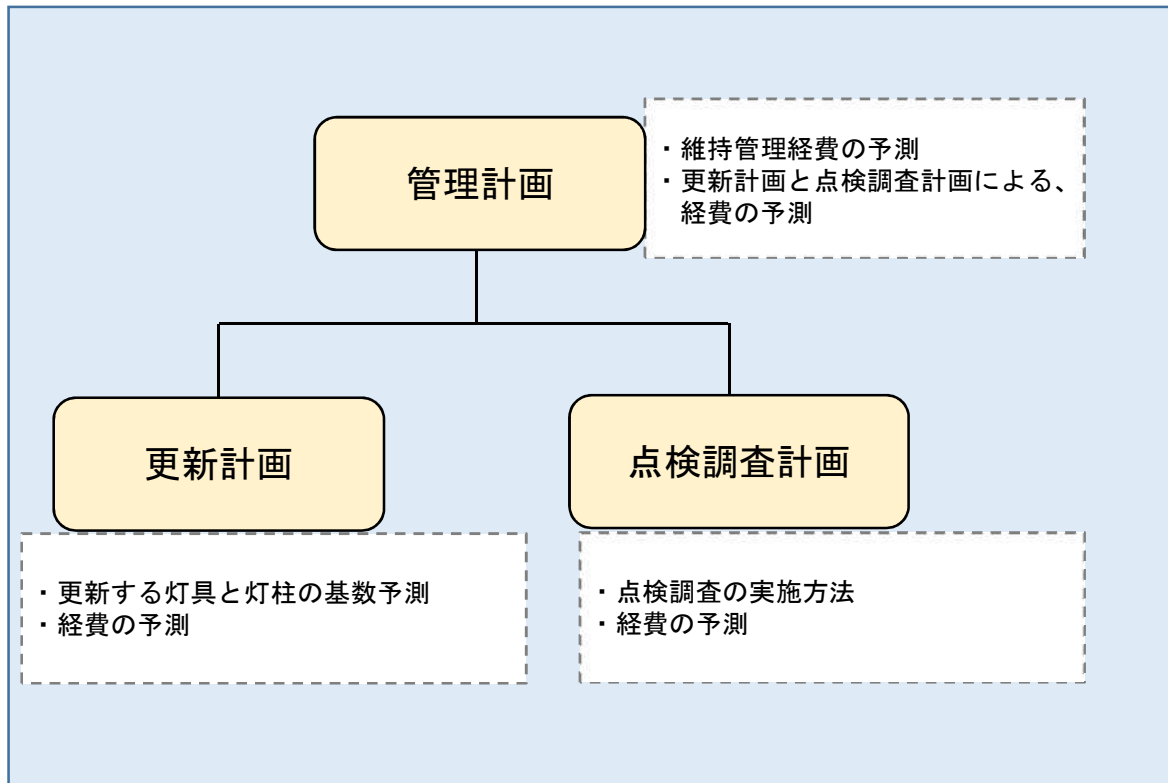 管理計画
・維持管理経費の予測
・更新計画と点検調査計画による、
経費の予測
更新計画
・更新する灯具と灯柱の基数予測
・経費の予測
点検調査計画
・点検調査の実施方法
・経費の予測